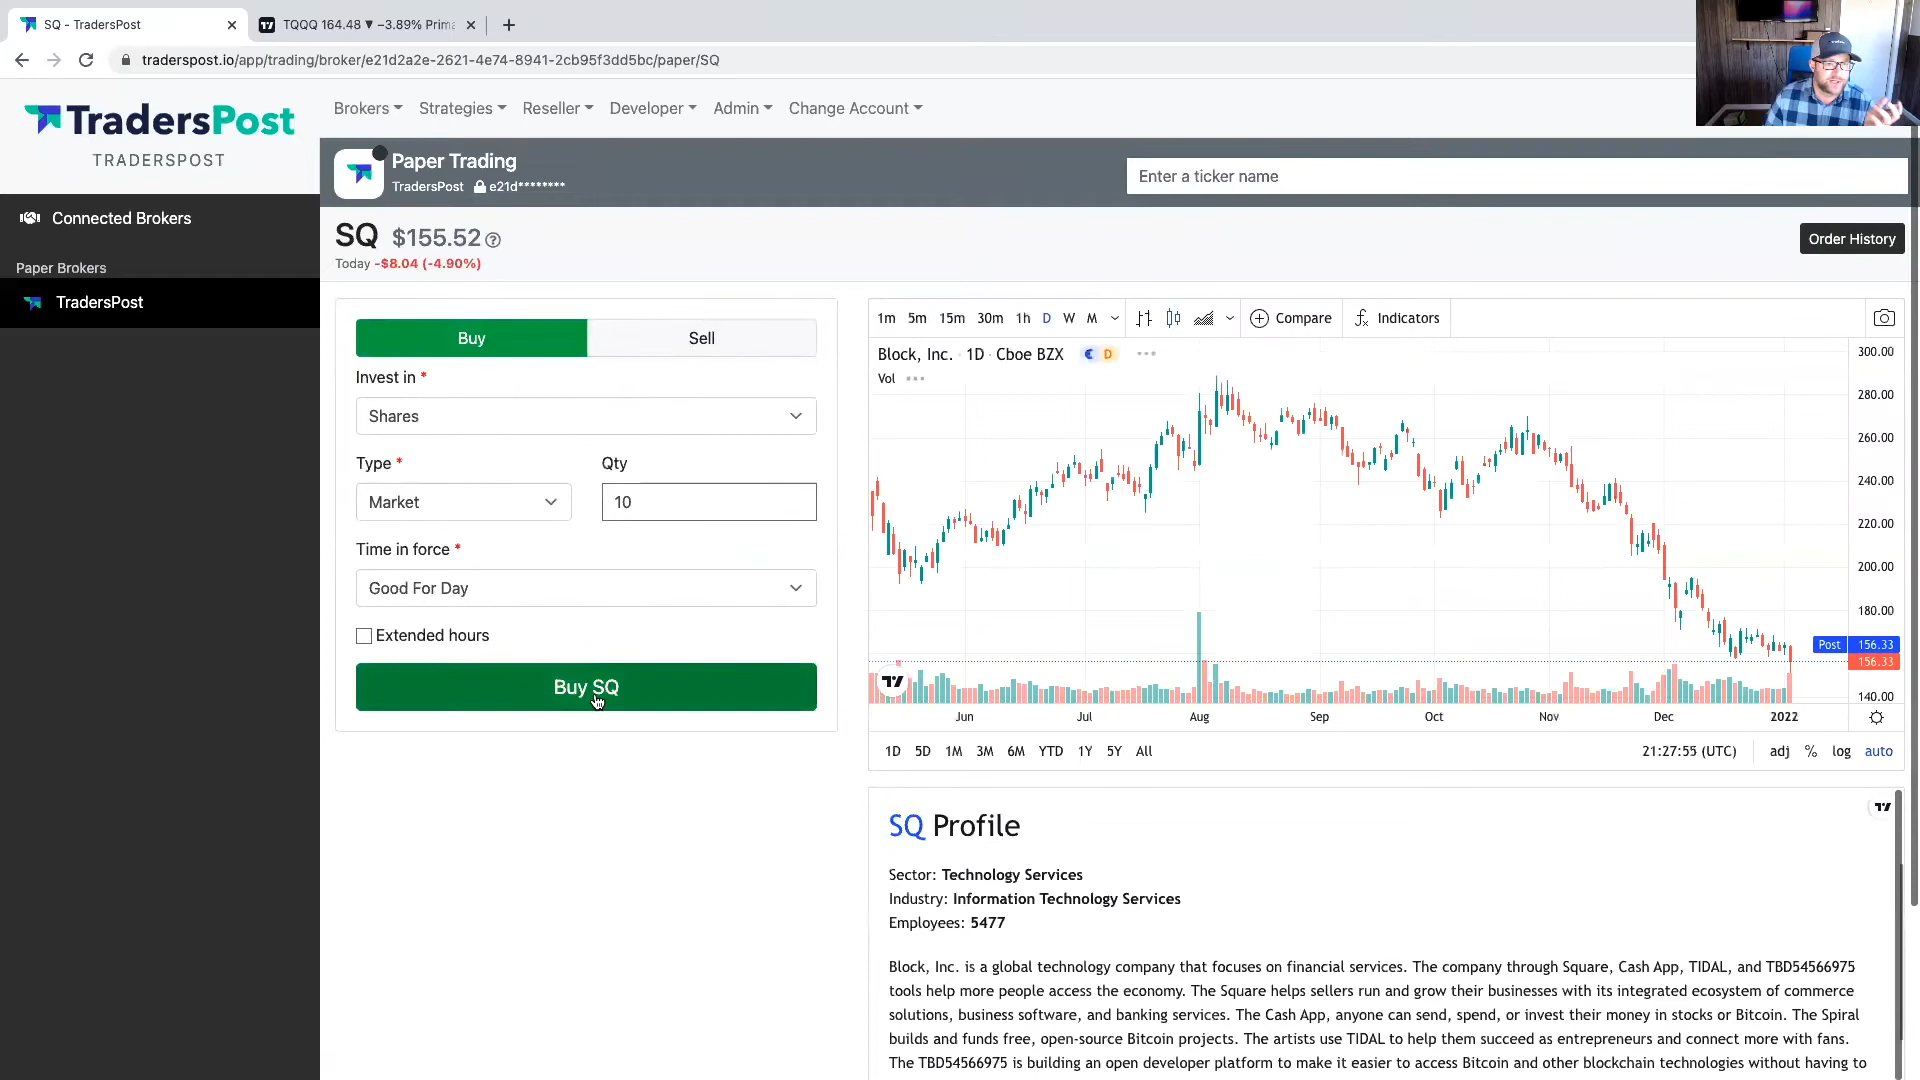 SQ - TradersPost
TQQQ 164.48 ▼ −3.89% Prima
traderspost.io/app/trading/broker/e21d2a2e-2621-4e74-8941-2cb95f3dd5bc/paper/SQ
TradersPost
TRADERSPOST
Brokers Strategies Reseller Developer Admin Change Account
Paper Trading
TradersPost e21d********
Enter a ticker name
Connected Brokers
Paper Brokers
TradersPost
SQ $155.52
Today -$8.04 (-4.90%)
Order History
Buy Sell
Invest in *
Shares
Type * Qty
Market 10
Time in force *
Good For Day
Extended hours
Buy SQ
1m 5m 15m 30m 1h D W M Compare Indicators
Block, Inc. · 1D · Cboe BZX D
Vol
300.00
280.00
260.00
240.00
220.00
200.00
180.00
Post 156.33
156.33
140.00
Jun Jul Aug Sep Oct Nov Dec 2022
1D 5D 1M 3M 6M YTD 1Y 5Y All 21:27:55 (UTC) adj % log auto
SQ Profile
Sector: Technology Services
Industry: Information Technology Services
Employees: 5477
Block, Inc. is a global technology company that focuses on financial services. The company through Square, Cash App, TIDAL, and TBD54566975
tools help more people access the economy. The Square helps sellers run and grow their businesses with its integrated ecosystem of commerce
solutions, business software, and banking services. The Cash App, anyone can send, spend, or invest their money in stocks or Bitcoin. The Spiral
builds and funds free, open-source Bitcoin projects. The artists use TIDAL to help them succeed as entrepreneurs and connect more with fans.
The TBD54566975 is building an open developer platform to make it easier to access Bitcoin and other blockchain technologies without having to